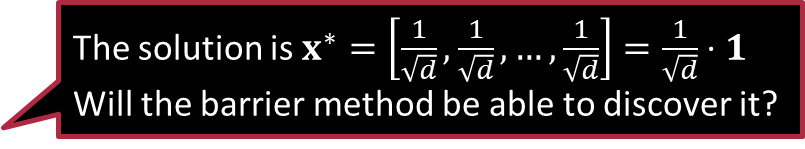 The solution is x* = [1/√d, 1/√d, …, 1/√d] = 1/√d · 1
Will the barrier method be able to discover it?